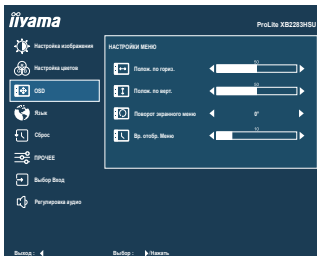 iiyama
ProLite XB2283HSU
Настройка изображения
Настройка цветов
OSD
Язык
Сброс
ПРОЧЕЕ
Выбор Вход
Регулировка аудио
НАСТРОЙКИ МЕНЮ
Полож. по гориз.
50
Полож. по верт.
50
Поворот экранного меню
0°
Вр. отобр. Меню
10
Выход :
Выбор : /Нажать